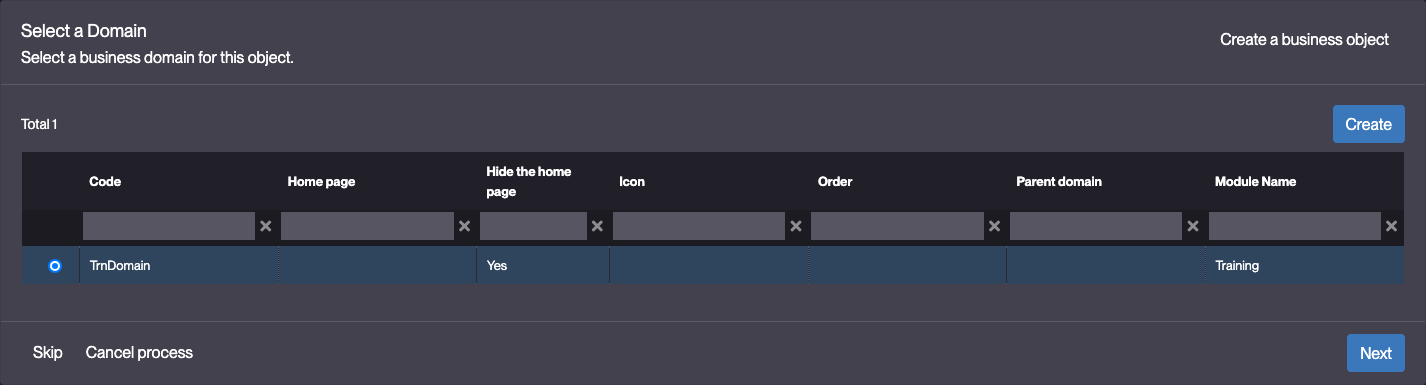 Select a Domain
Select a business domain for this object.
Create a business object
Total 1
Create
Code
Home page
Hide the home
page
Icon
Order
Parent domain
Module Name
TrnDomain
Yes
Training
Skip
Cancel process
Next